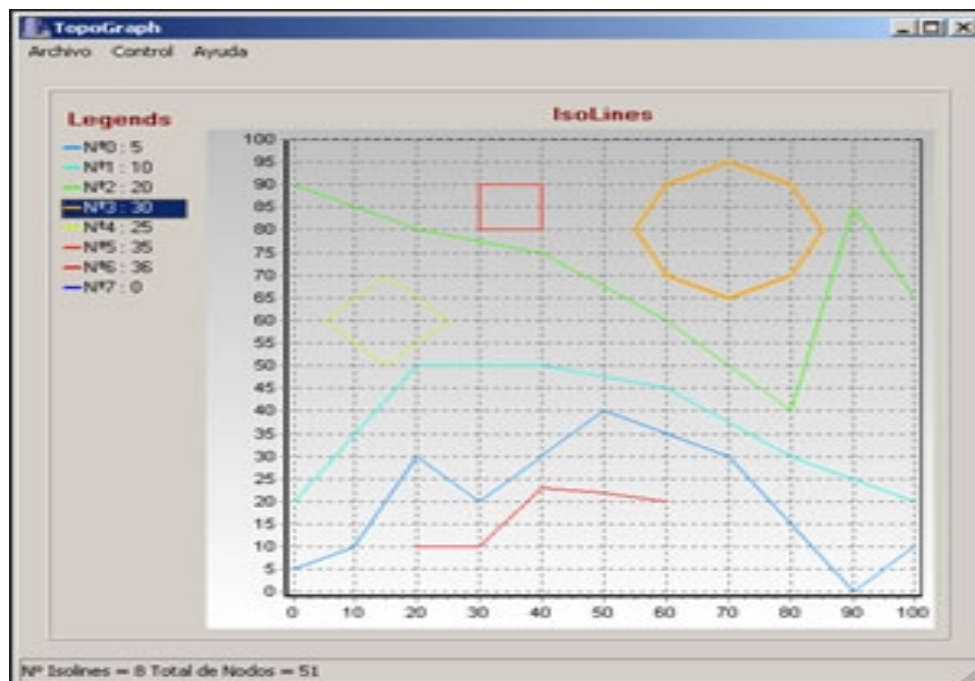 TopoGraph
Archivo Control Ayuda
Legends
IsoLines
Nº0 : 5
Nº1 : 10
Nº2 : 20
Nº3 : 30
Nº4 : 25
Nº5 : 35
Nº6 : 36
Nº7 : 0
100
95
90
85
80
75
70
65
60
55
50
45
40
35
30
25
20
15
10
5
0
0 10 20 30 40 50 60 70 80 90 100
Nº Isolines = 8 Total de Nodos = 51